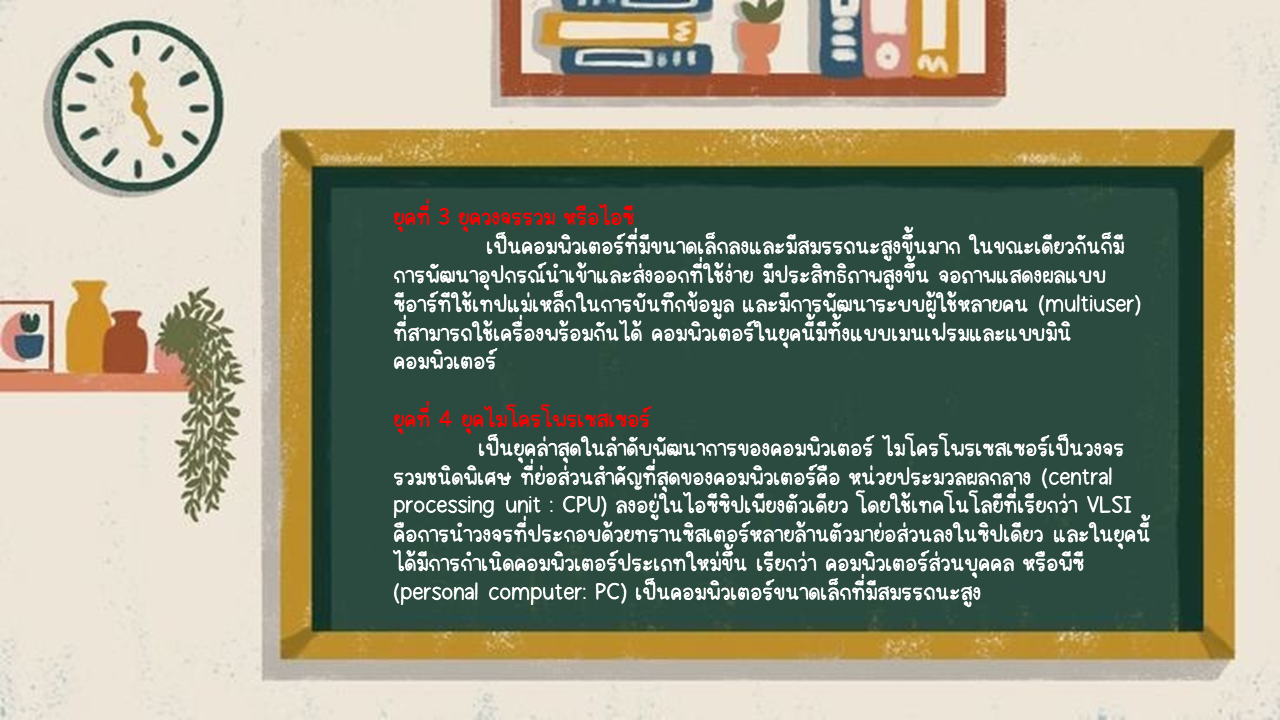 ยุคที่ 3 ยุควงจรรวม หรือไอซี
เป็นคอมพิวเตอร์ที่มีขนาดเล็กลงและมีสมรรถนะสูงขึ้นมาก ในขณะเดียวกันก็มี
การพัฒนาอุปกรณ์นำเข้าและส่งออกที่ใช้ง่าย มีประสิทธิภาพสูงขึ้น จอภาพแสดงผลแบบ
ซีอาร์ทีใช้เทปแม่เหล็กในการบันทึกข้อมูล และมีการพัฒนาระบบผู้ใช้หลายคน (multiuser)
ที่สามารถใช้เครื่องพร้อมกันได้ คอมพิวเตอร์ในยุคนี้มีทั้งแบบเมนเฟรมและแบบมินิ
คอมพิวเตอร์
ยุคที่ 4 ยุคไมโครโพรเซสเซอร์
เป็นยุคล่าสุดในลำดับพัฒนาการของคอมพิวเตอร์ ไมโครโพรเซสเซอร์เป็นวงจร
รวมชนิดพิเศษ ที่ย่อส่วนสำคัญที่สุดของคอมพิวเตอร์คือ หน่วยประมวลผลกลาง (central
processing unit : CPU) ลงอยู่ในไอซีชิปเพียงตัวเดียว โดยใช้เทคโนโลยีที่เรียกว่า VLSI
คือการนำวงจรที่ประกอบด้วยทรานซิสเตอร์หลายล้านตัวมาย่อส่วนลงในชิปเดียว และในยุคนี้
ได้มีการกำเนิดคอมพิวเตอร์ประเภทใหม่ขึ้น เรียกว่า คอมพิวเตอร์ส่วนบุคคล หรือพีซี
(personal computer: PC) เป็นคอมพิวเตอร์ขนาดเล็กที่มีสมรรถนะสูง